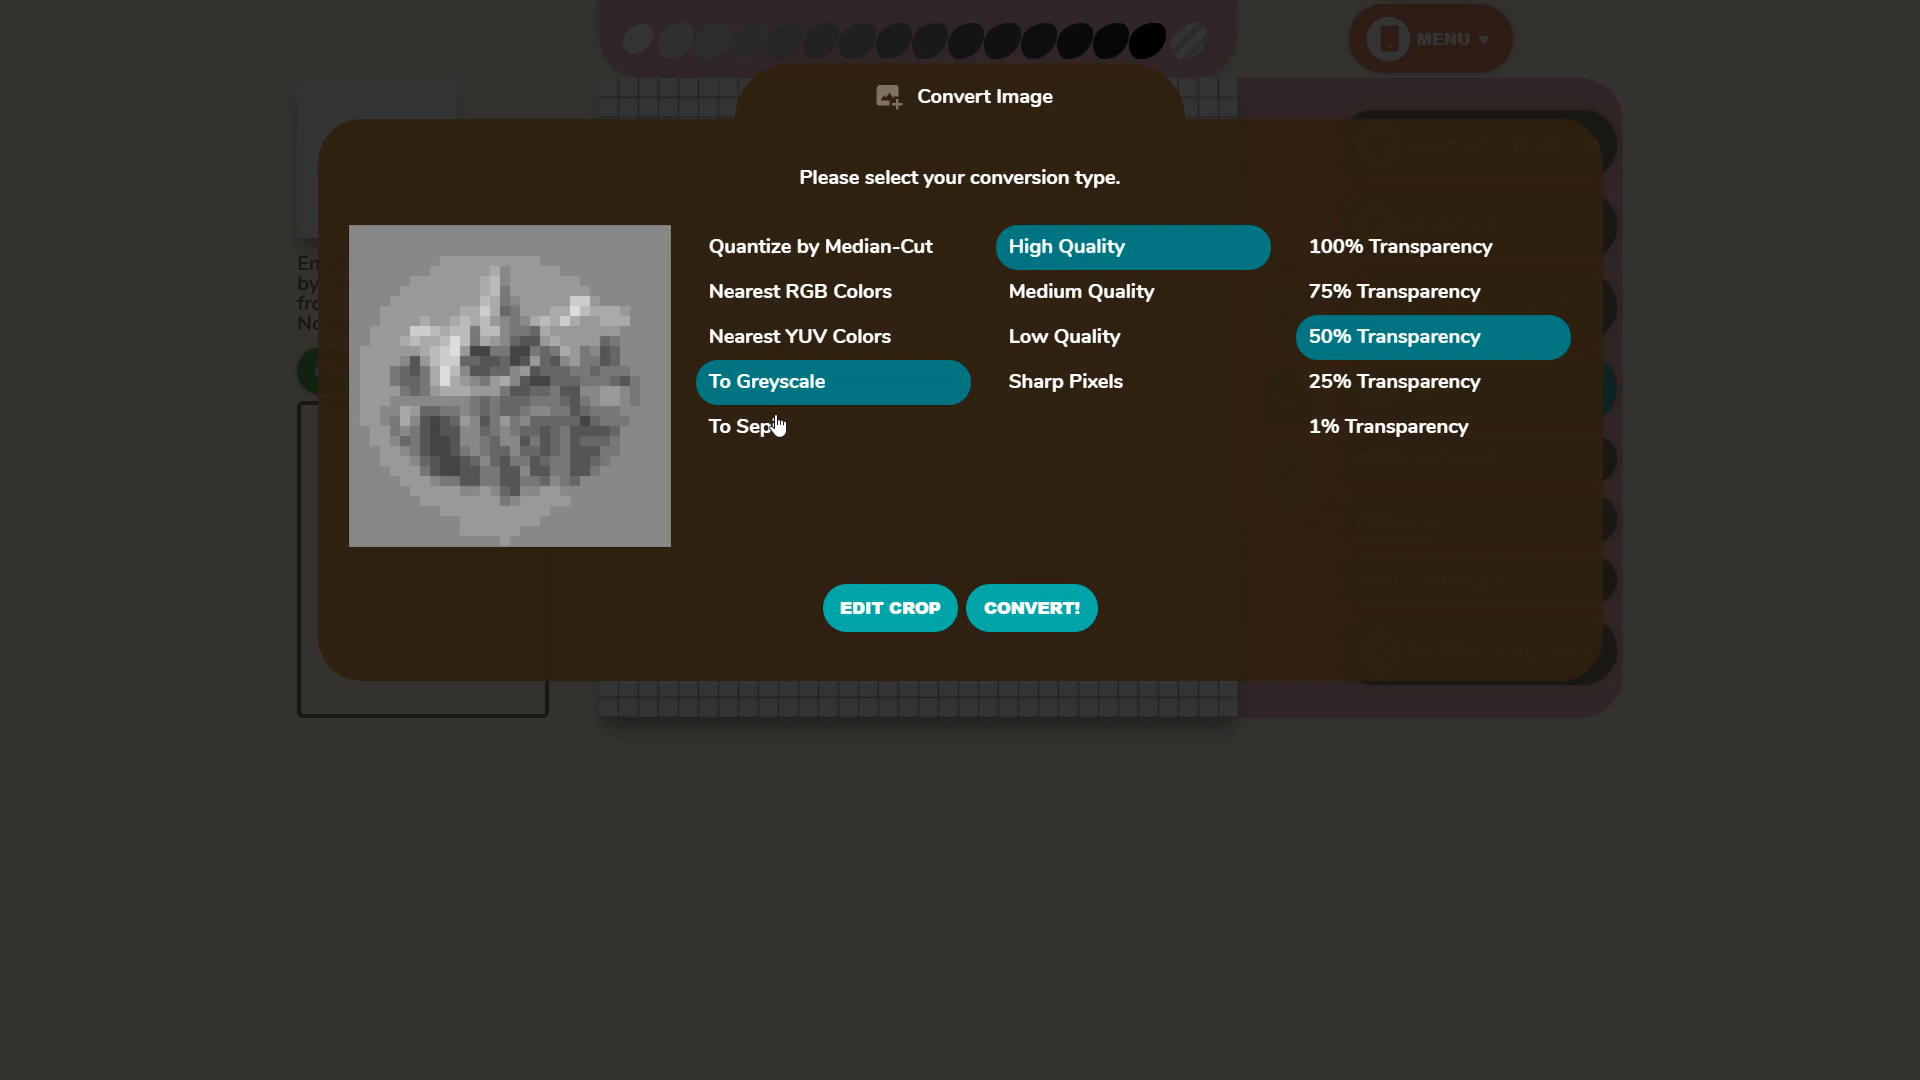 MENU
Convert Image
Please select your conversion type.
Quantize by Median-Cut
Nearest RGB Colors
Nearest YUV Colors
To Greyscale
To Sep
High Quality
Medium Quality
Low Quality
Sharp Pixels
100% Transparency
75% Transparency
50% Transparency
25% Transparency
1% Transparency
EDIT CROP
CONVERT!